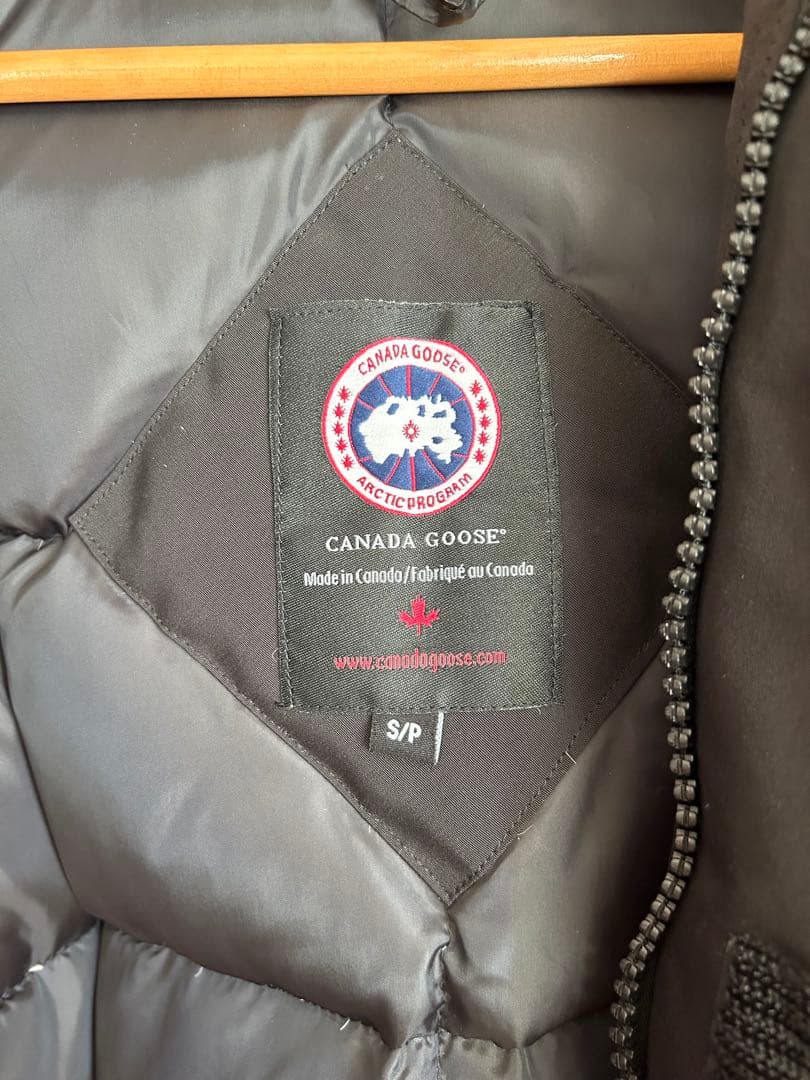 CANADA GOOSE®
ARCTIC PROGRAM
CANADA GOOSE®
Made in Canada/Fabriqué au Canada
www.canadagoose.com
S/P